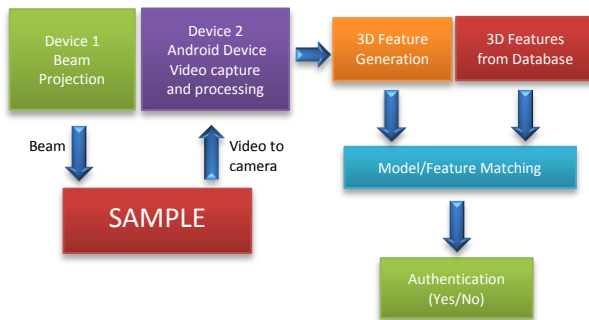 Device 1
Beam
Projection
Device 2
Android Device
Video capture
and processing
3D Feature
Generation
3D Features
from Database
Beam
Video to
camera
Model/Feature Matching
SAMPLE
Authentication
(Yes/No)